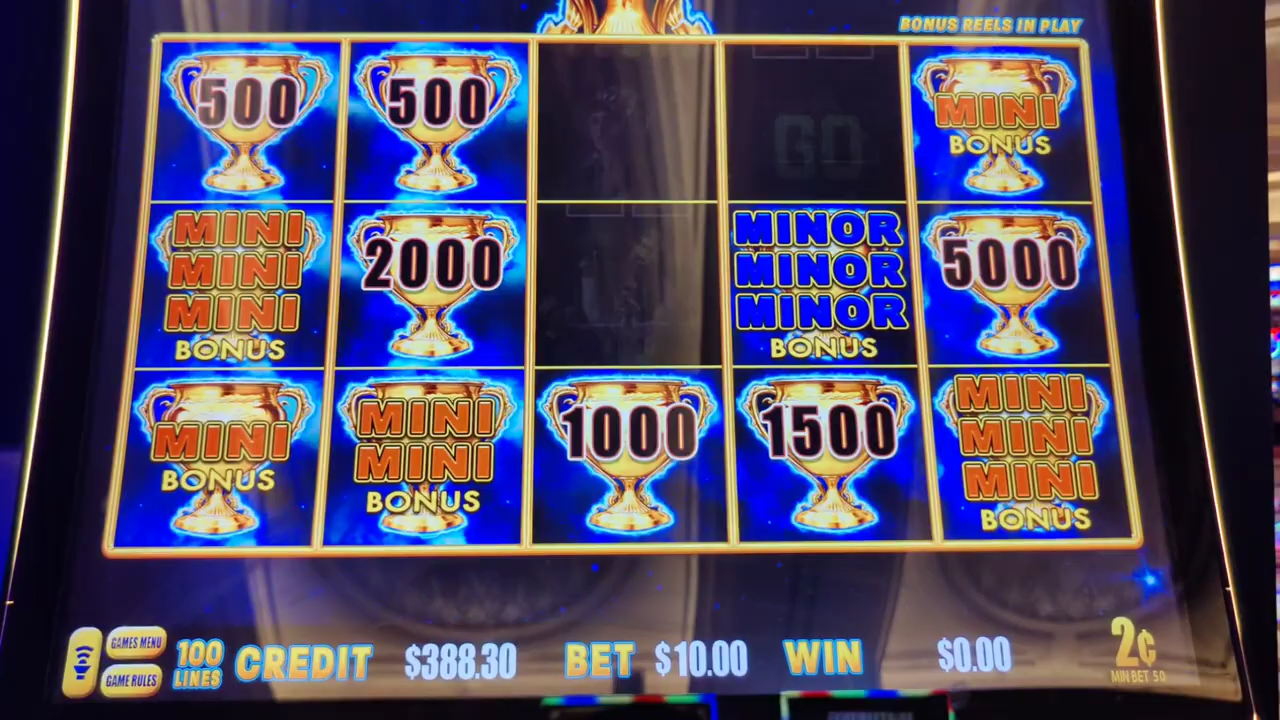 BONUS REELS IN PLAY
500
500
GO
MINI
BONUS
MINI
MINI
MINI
BONUS
2000
MINOR
MINOR
MINOR
BONUS
5000
MINI
BONUS
MINI
MINI
BONUS
1000
1500
MINI
MINI
MINI
BONUS
GAMES MENU
GAME RULES
100
LINES
CREDIT $388.30
BET $10.00
WIN $0.00
2¢
MIN BET 50